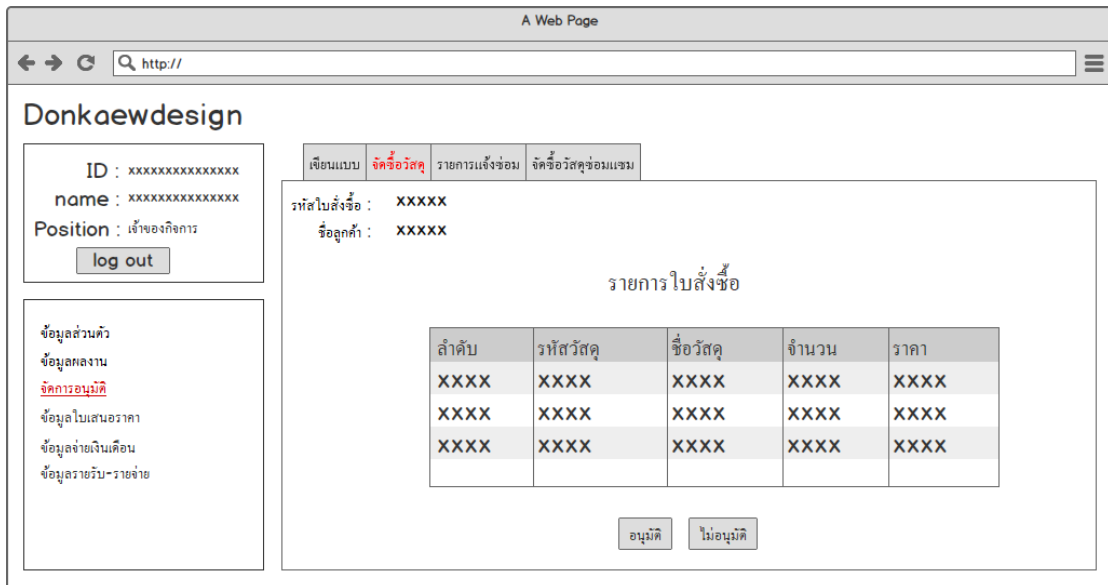 A Web Page
http://
Donkaewdesign
ID : xxxxxxxxxxxxxxx
name : xxxxxxxxxxxxxxx
Position : เจ้าของกิจการ
log out
ข้อมูลส่วนตัว
ข้อมูลผลงาน
จัดการอนุมัติ
ข้อมูลใบเสนอราคา
ข้อมูลจ่ายเงินเดือน
ข้อมูลรายรับ-รายจ่าย
เขียนแบบ จัดซื้อวัสดุ รายการแจ้งซ่อม จัดซื้อวัสดุซ่อมแซม
รหัสใบสั่งซื้อ : xxxxx
ชื่อลูกค้า : xxxxx
รายการใบสั่งซื้อ
ลำดับ รหัสวัสดุ ชื่อวัสดุ จำนวน ราคา
xxxx xxxx xxxx xxxx xxxx
xxxx xxxx xxxx xxxx xxxx
xxxx xxxx xxxx xxxx xxxx
อนุมัติ ไม่อนุมัติ